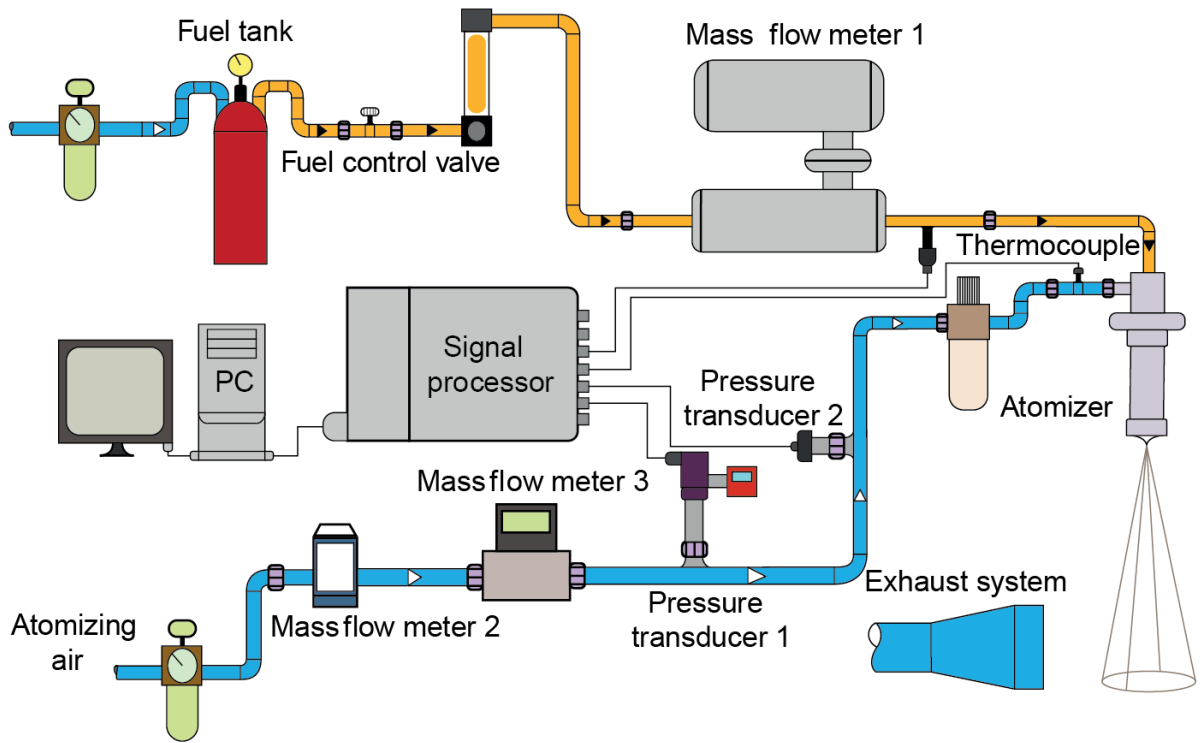 Fuel tank
Mass flow meter 1
Fuel control valve
Thermocouple
Signal
processor
PC
Pressure
transducer 2
Atomizer
Mass flow meter 3
Exhaust system
Mass flow meter 2
Pressure
transducer 1
Atomizing
air